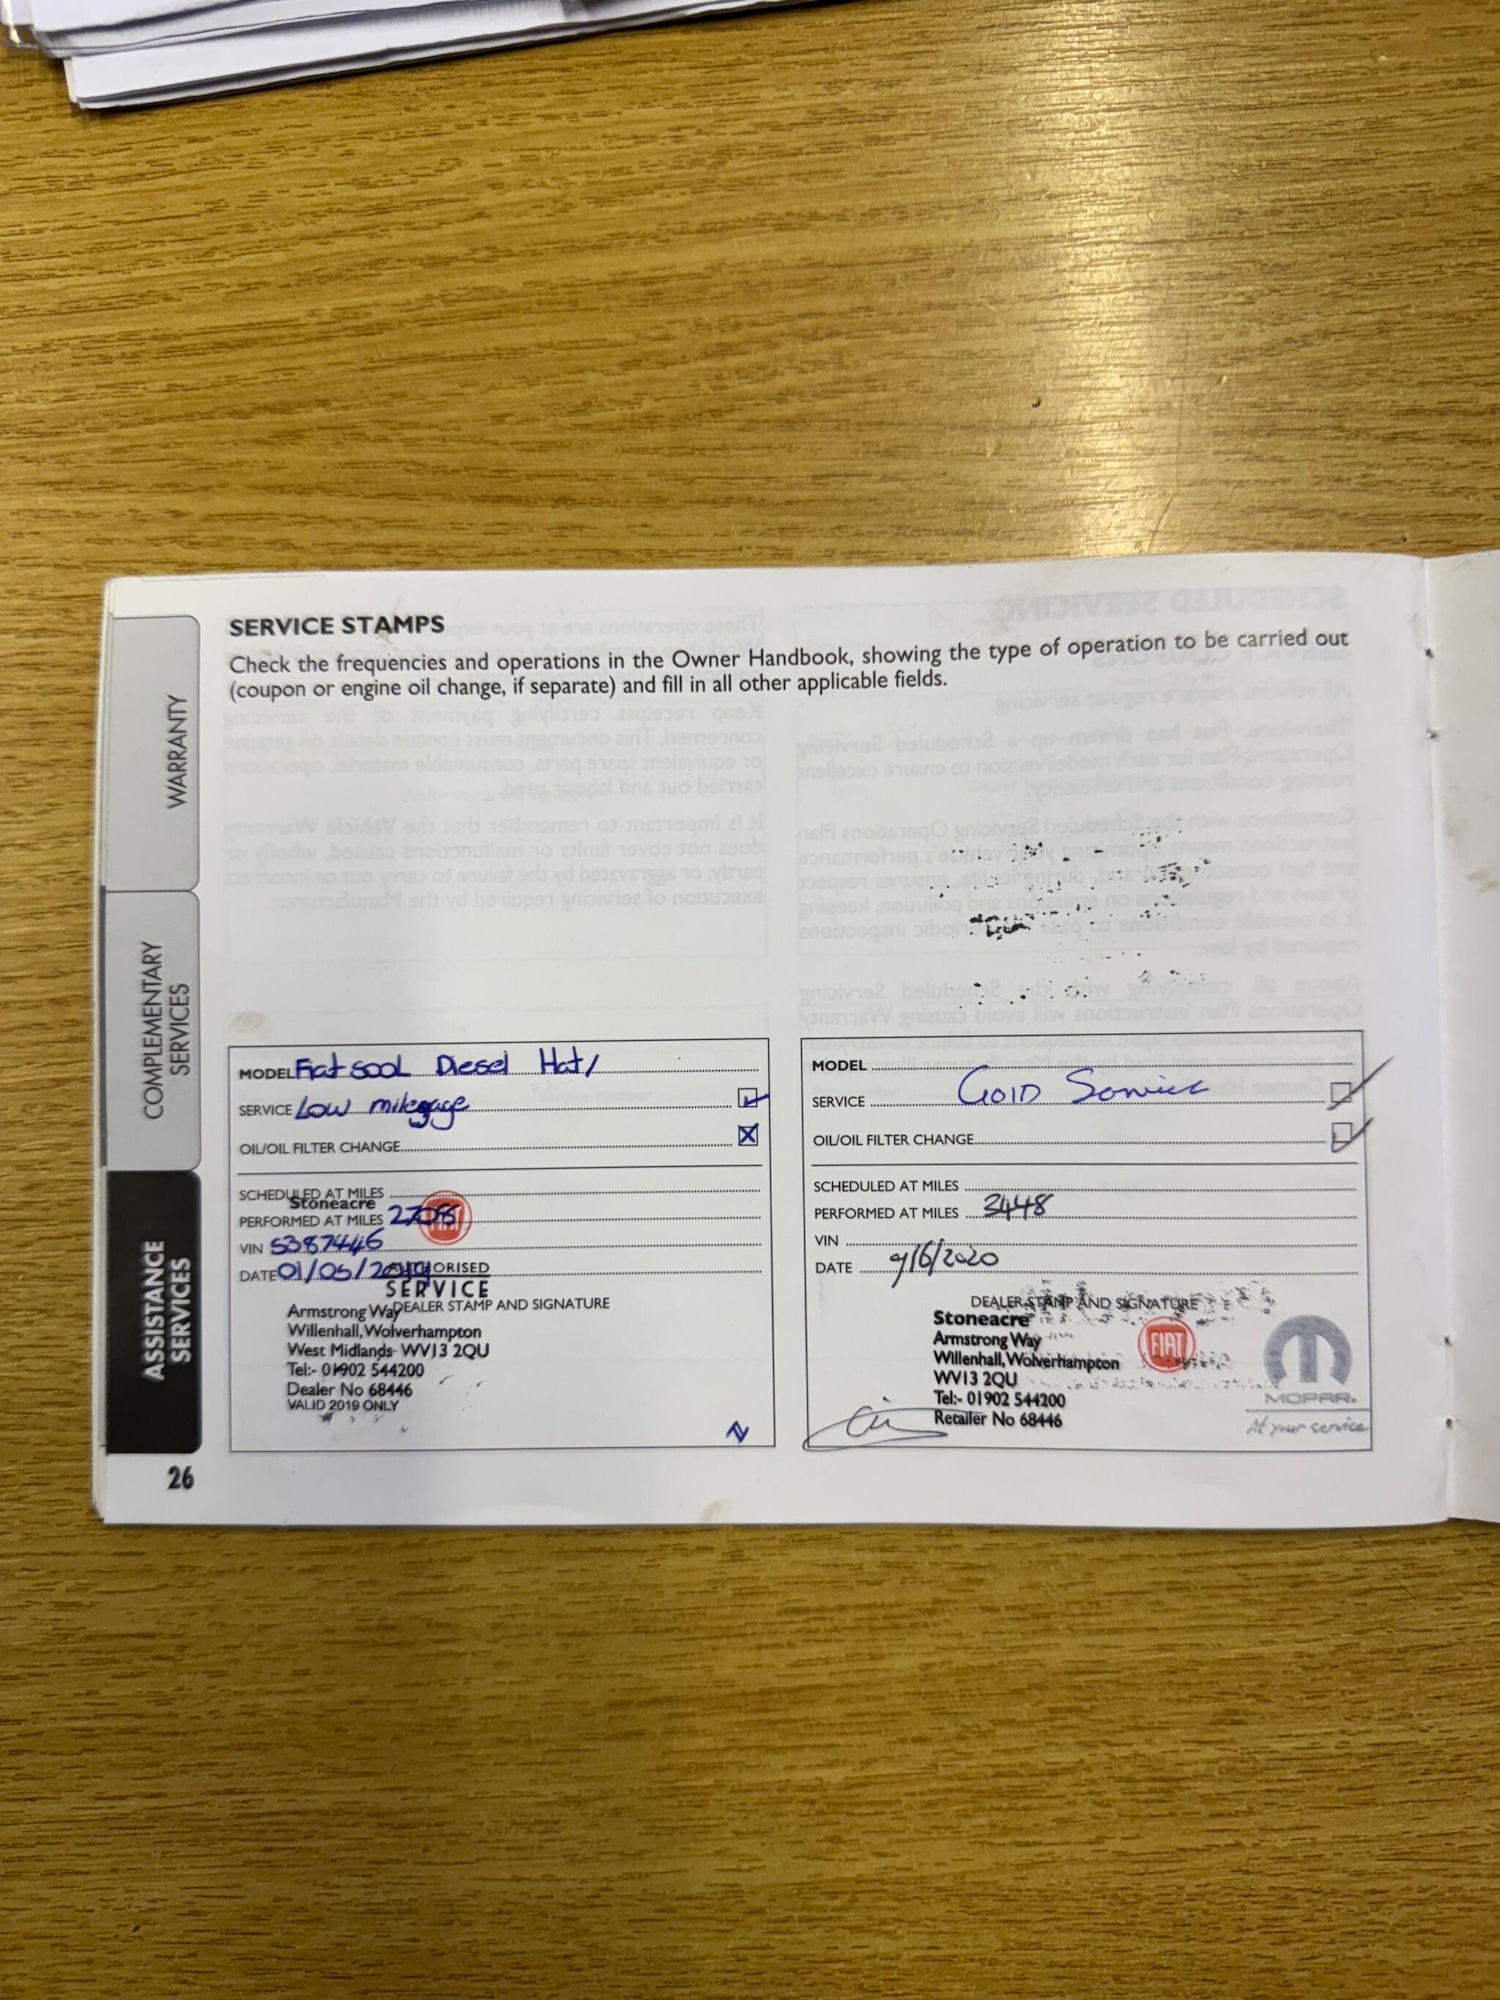 SERVICE STAMPS
Check the frequencies and operations in the Owner Handbook, showing the type of operation to be carried out
(coupon or engine oil change, if separate) and fill in all other applicable fields.
WARRANTY
COMPLEMENTARY
SERVICES
ASSISTANCE
SERVICES
26
MODEL Fiat 500L Diesel Hat/
SERVICE Low mileage
OIL/OIL FILTER CHANGE
SCHEDULED AT MILES
Stoneacre
PERFORMED AT MILES
FIAT
VIN 5387446
DATE 01/05/
AUTHORISED
SERVICE
DEALER STAMP AND SIGNATURE
Armstrong Way
Willenhall, Wolverhampton
West Midlands WV13 2QU
Tel:- 01902 544200
Dealer No 68446
VALID 2019 ONLY
MODEL
SERVICE GOLD Service
OIL/OIL FILTER CHANGE
SCHEDULED AT MILES
PERFORMED AT MILES 3448
VIN
DATE 9/6/2020
DEALER STAMP AND SIGNATURE
Stoneacre
Armstrong Way
Willenhall, Wolverhampton
WV13 2QU
Tel:- 01902 544200
Retailer No 68446
FIAT
MOPAR.
At your service